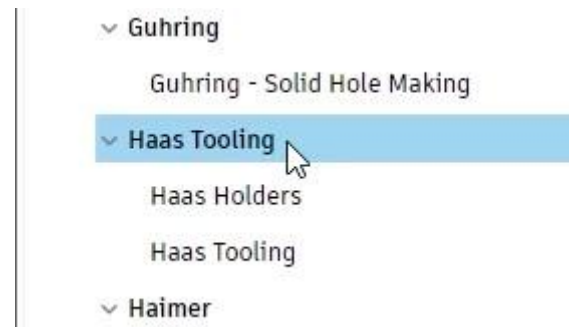 Guhring
Guhring - Solid Hole Making
Haas Tooling
Haas Holders
Haas Tooling
Haimer